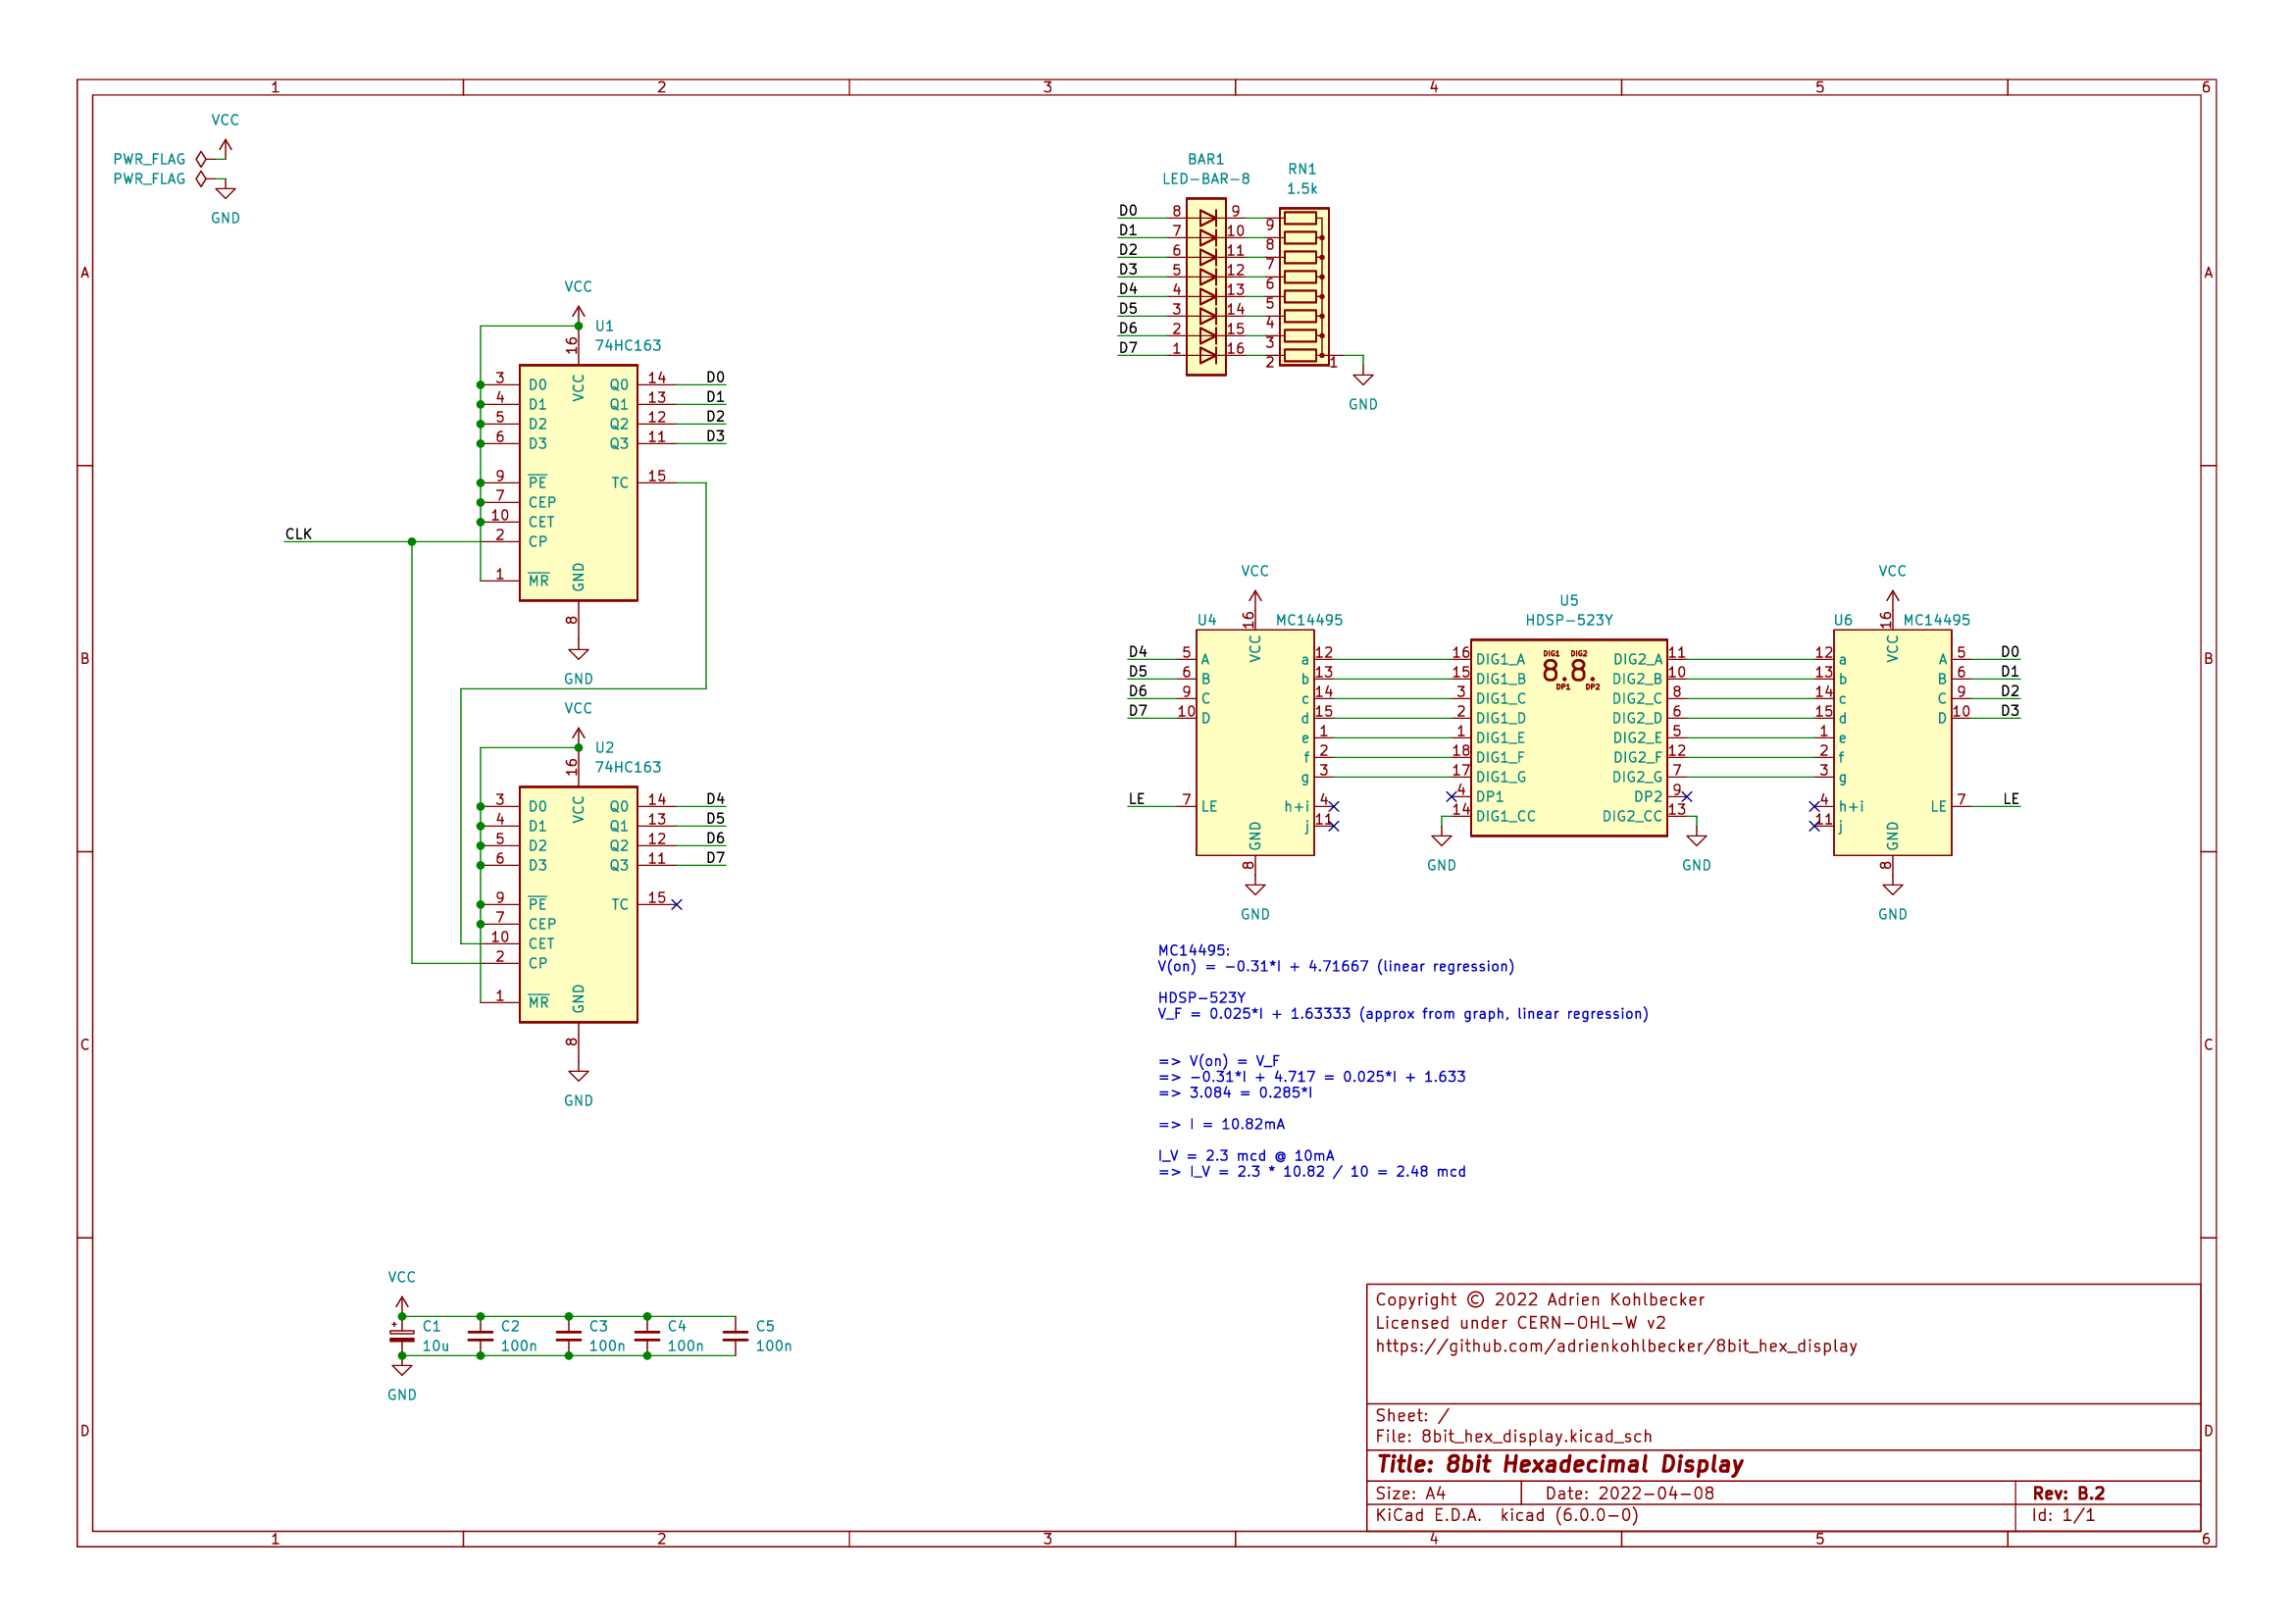 1 2 3 4 5 6
A
B
C
D
A
B
C
D
VCC
PWR_FLAG
PWR_FLAG
GND
VCC
U1
74HC163
16
VCC
3 D0
4 D1
5 D2
6 D3
9 PE
7 CEP
10 CET
2 CP
1 MR
Q0 14 D0
Q1 13 D1
Q2 12 D2
Q3 11 D3
TC 15
GND
8
GND
CLK
VCC
U2
74HC163
16
VCC
3 D0
4 D1
5 D2
6 D3
9 PE
7 CEP
10 CET
2 CP
1 MR
Q0 14 D4
Q1 13 D5
Q2 12 D6
Q3 11 D7
TC 15
GND
8
GND
VCC
C1
10u
C2
100n
C3
100n
C4
100n
C5
100n
GND
BAR1
LED-BAR-8
RN1
1.5k
D0 8 9 9
D1 7 10 8
D2 6 11 7
D3 5 12 6
D4 4 13 5
D5 3 14 4
D6 2 15 3
D7 1 16 2 1
GND
VCC
U4 16 MC14495
VCC
D4 5 A a 12
D5 6 B b 13
D6 9 C c 14
D7 10 D d 15
e 1
f 2
g 3
LE 7 LE h+i 4
j 11
GND
8
GND
U5
HDSP-523Y
DIG1 DIG2
8.8.
DP1 DP2
16 DIG1_A DIG2_A 11
15 DIG1_B DIG2_B 10
3 DIG1_C DIG2_C 8
2 DIG1_D DIG2_D 6
1 DIG1_E DIG2_E 5
18 DIG1_F DIG2_F 12
17 DIG1_G DIG2_G 7
4 DP1 DP2 9
14 DIG1_CC DIG2_CC 13
GND GND
VCC
U6 16 MC14495
VCC
12 a A 5 D0
13 b B 6 D1
14 c C 9 D2
15 d D 10 D3
1 e
2 f
3 g
4 h+i LE 7 LE
11 j
GND
8
GND
MC14495:
V(on) = -0.31*I + 4.71667 (linear regression)
HDSP-523Y
V_F = 0.025*I + 1.63333 (approx from graph, linear regression)
=> V(on) = V_F
=> -0.31*I + 4.717 = 0.025*I + 1.633
=> 3.084 = 0.285*I
=> I = 10.82mA
I_V = 2.3 mcd @ 10mA
=> I_V = 2.3 * 10.82 / 10 = 2.48 mcd
Copyright © 2022 Adrien Kohlbecker
Licensed under CERN-OHL-W v2
https://github.com/adrienkohlbecker/8bit_hex_display
Sheet: /
File: 8bit_hex_display.kicad_sch
Title: 8bit Hexadecimal Display
Size: A4 Date: 2022-04-08 Rev: B.2
KiCad E.D.A. kicad (6.0.0-0) Id: 1/1
1 2 3 4 5 6